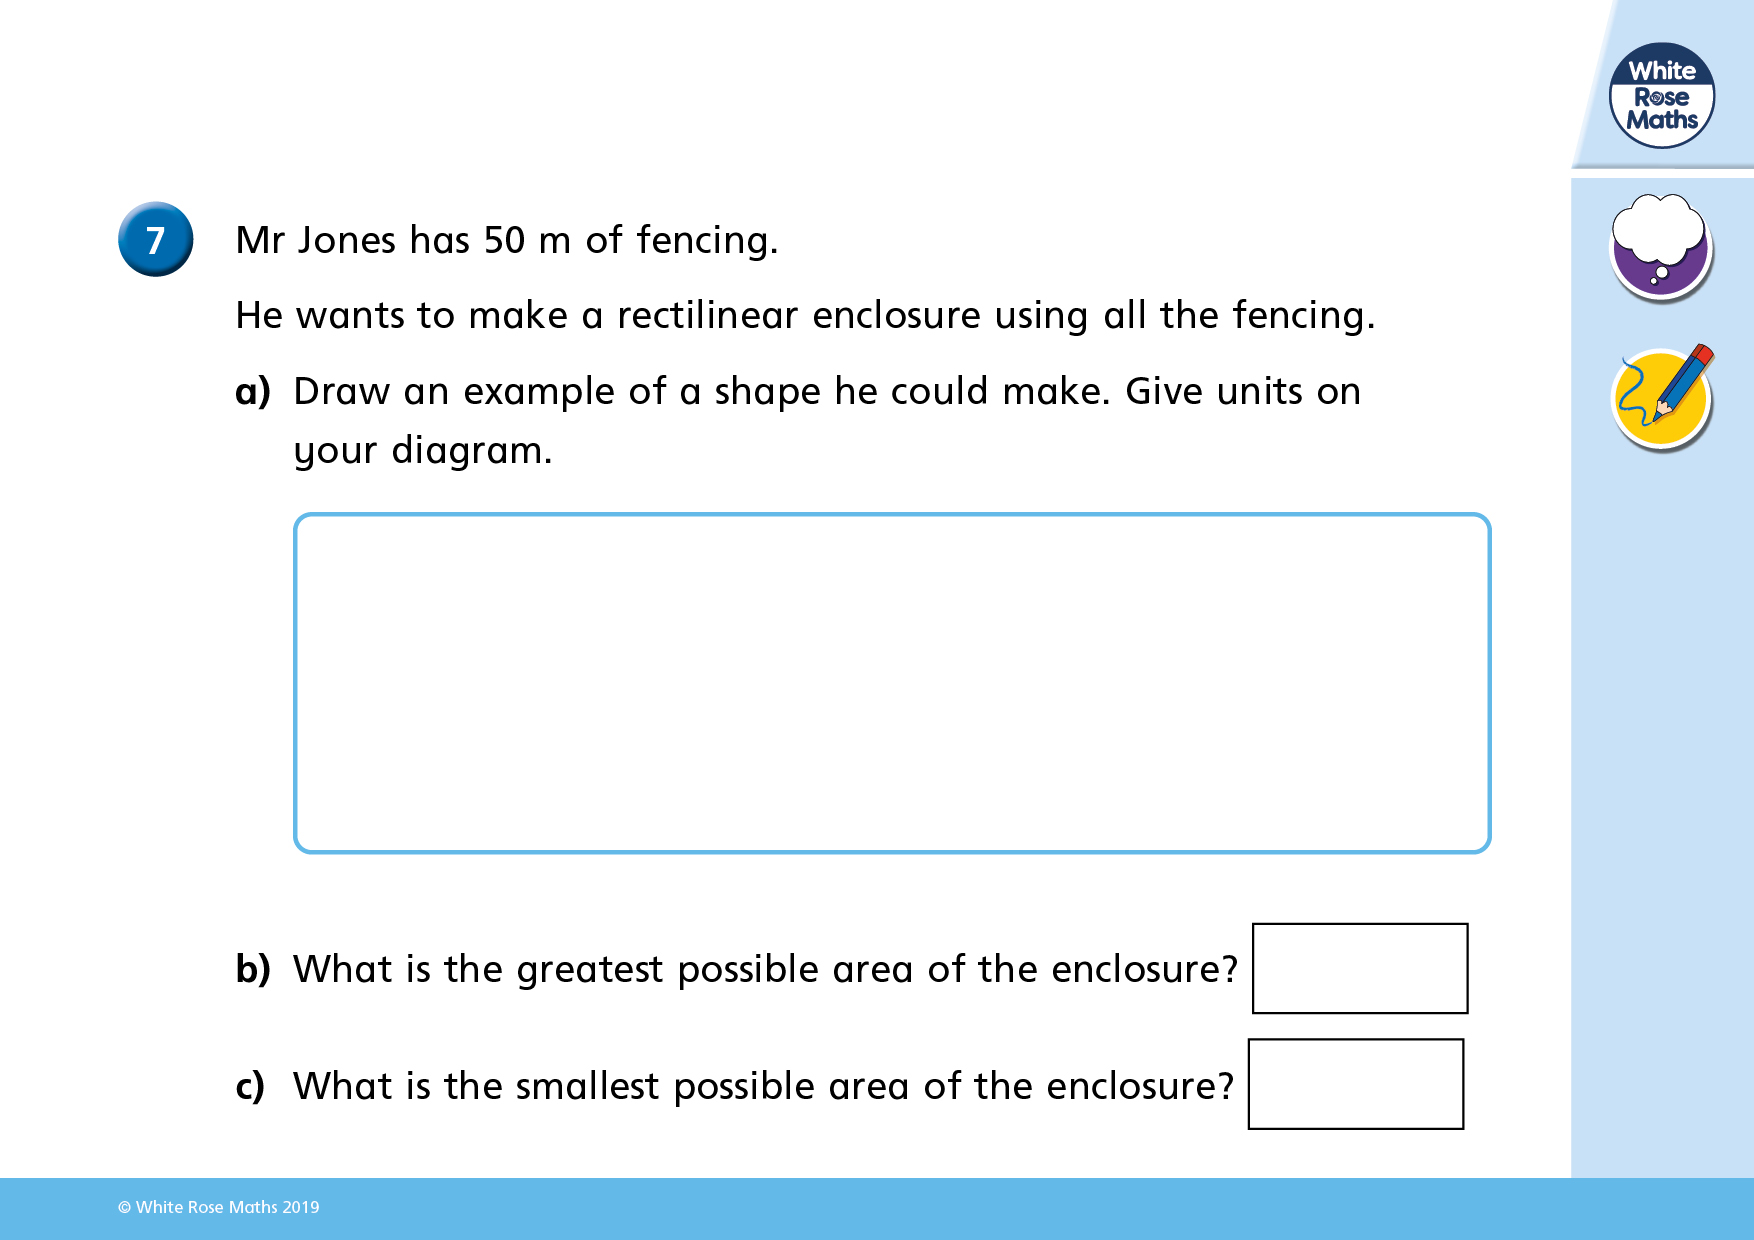 White
Rose
Maths
7 Mr Jones has 50 m of fencing.
He wants to make a rectilinear enclosure using all the fencing.
a) Draw an example of a shape he could make. Give units on
your diagram.
b) What is the greatest possible area of the enclosure?
c) What is the smallest possible area of the enclosure?
© White Rose Maths 2019